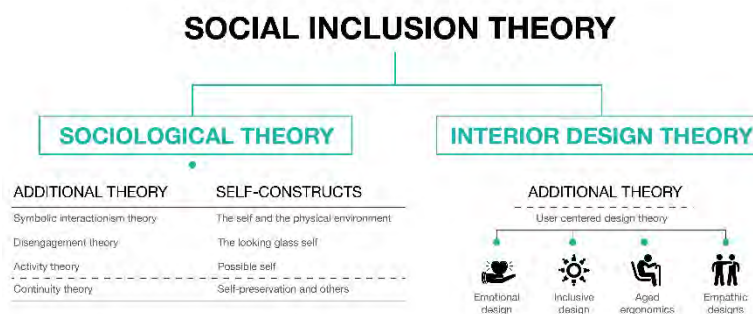 SOCIAL INCLUSION THEORY
SOCIOLOGICAL THEORY
INTERIOR DESIGN THEORY
ADDITIONAL THEORY
SELF-CONSTRUCTS
Symbolic interactionism theory
The self and the physical environment
Disengagement theory
The looking glass self
Activity theory
Possible self
Continuity theory
Self-preservation and others
ADDITIONAL THEORY
User centered design theory
Emotional
design
Inclusive
design
Aged
ergonomics
Empathic
designs